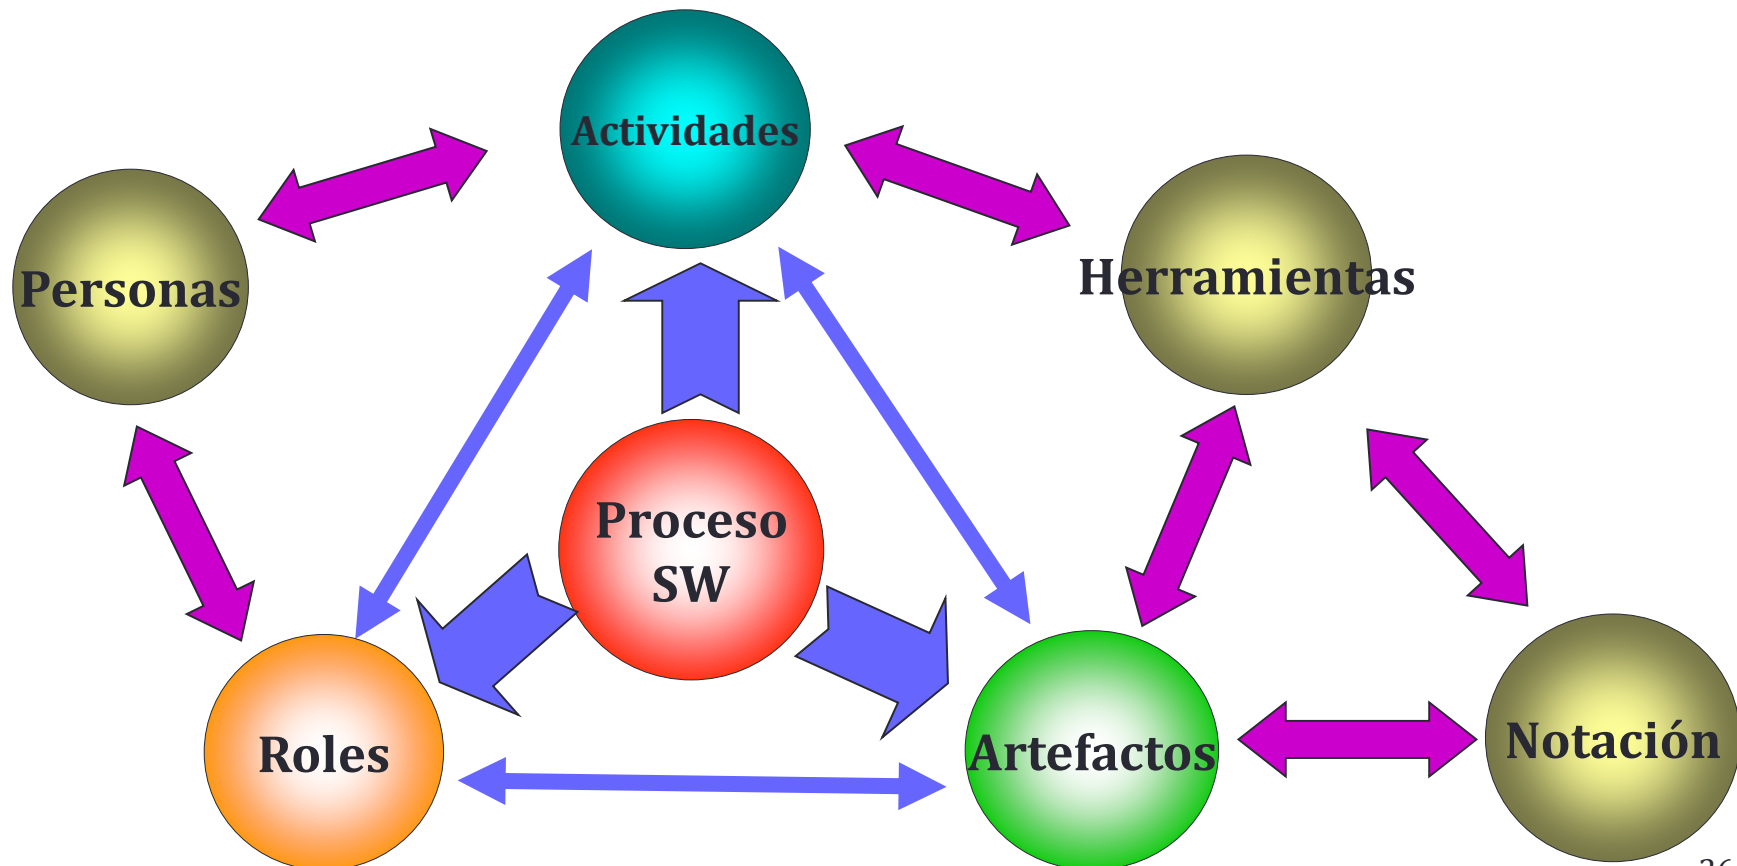 Actividades
Personas
Herramientas
Proceso
SW
Roles
Artefactos
Notación